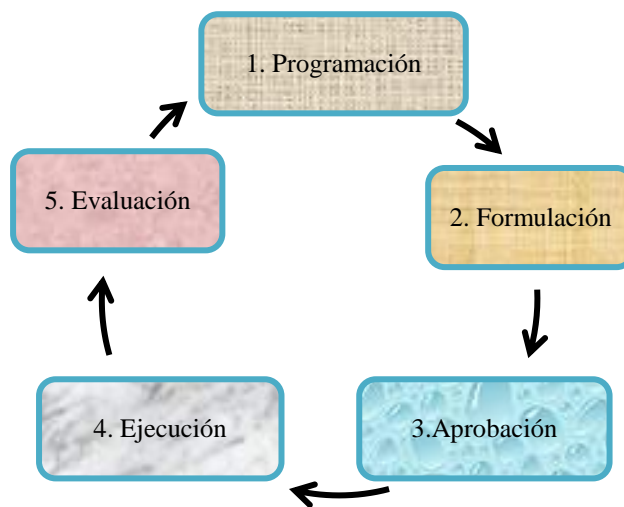 1. Programación
2. Formulación
3.Aprobación
4. Ejecución
5. Evaluación